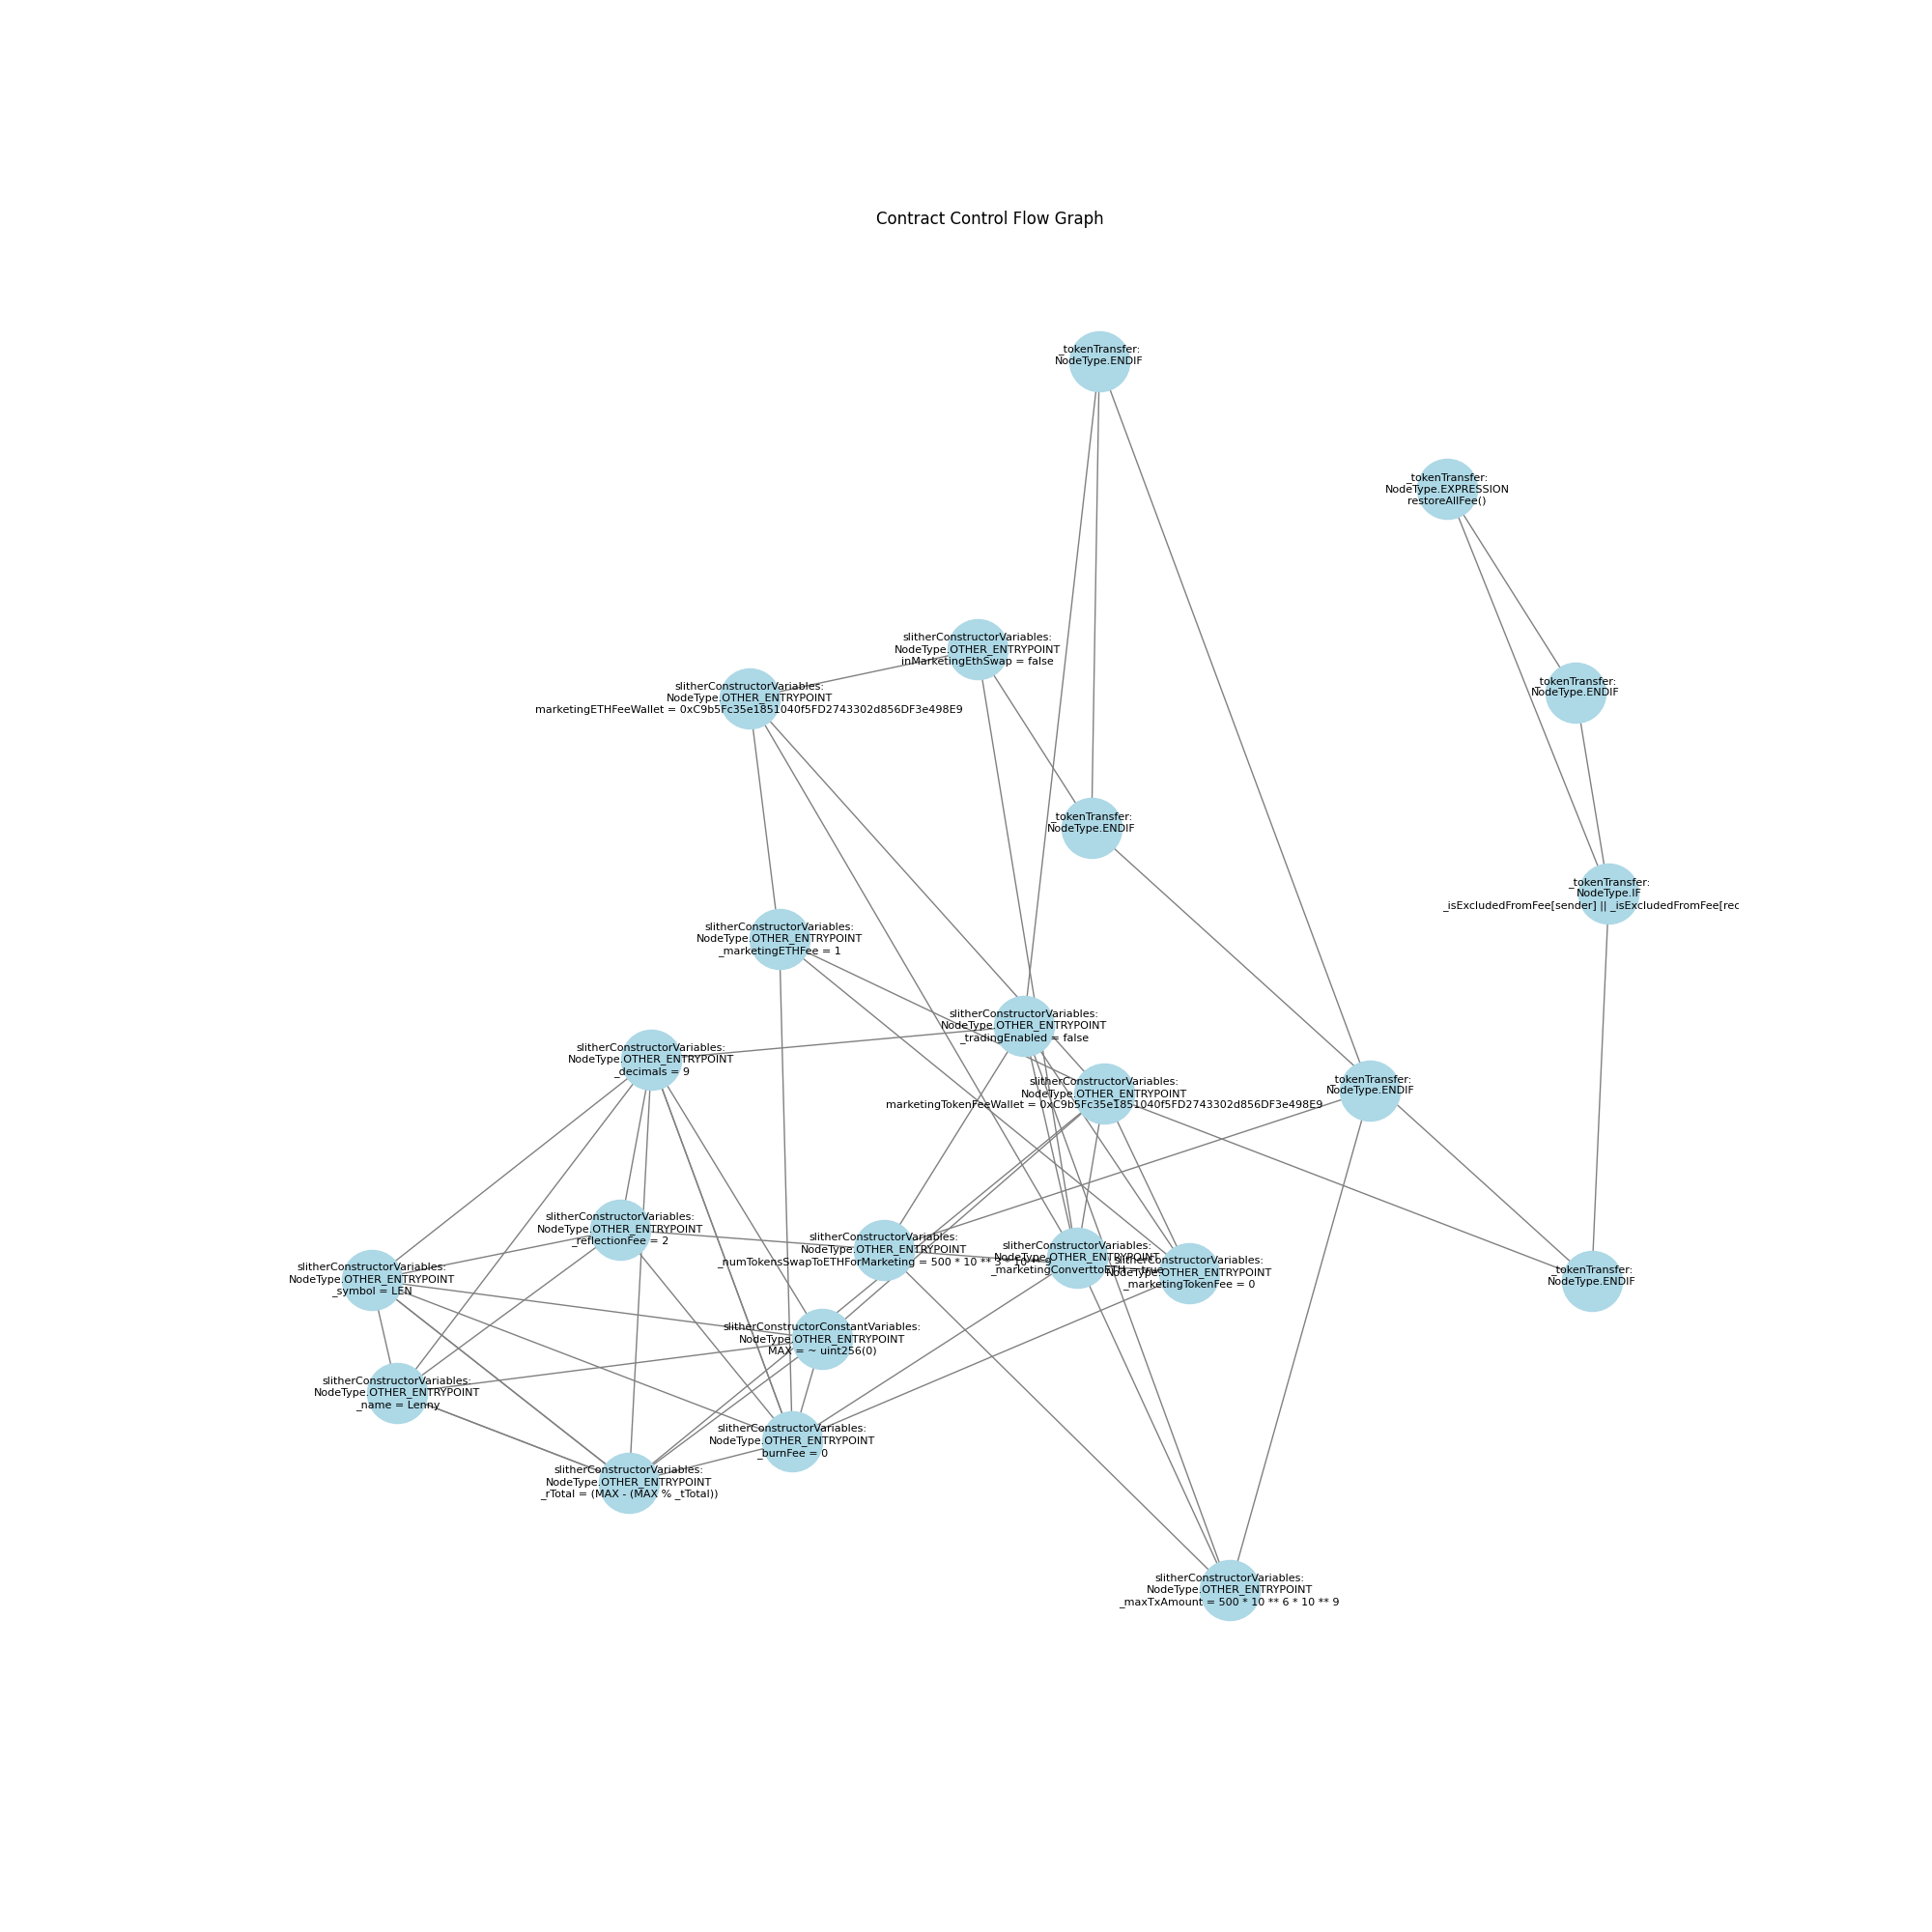 Contract Control Flow Graph
_tokenTransfer:
NodeType.ENDIF
_tokenTransfer:
NodeType.EXPRESSION
restoreAllFee()
slitherConstructorVariables:
NodeType.OTHER_ENTRYPOINT
inMarketingEthSwap = false
slitherConstructorVariables:
NodeType.OTHER_ENTRYPOINT
marketingETHFeeWallet = 0xC9b5Fc35e1851040f5FD2743302d856DF3e498E9
_tokenTransfer:
NodeType.ENDIF
_tokenTransfer:
NodeType.ENDIF
_tokenTransfer:
NodeType.IF
_isExcludedFromFee[sender] || _isExcludedFromFee[rec
slitherConstructorVariables:
NodeType.OTHER_ENTRYPOINT
_marketingETHFee = 1
slitherConstructorVariables:
NodeType.OTHER_ENTRYPOINT
_tradingEnabled = false
slitherConstructorVariables:
NodeType.OTHER_ENTRYPOINT
_decimals = 9
slitherConstructorVariables:
NodeType.OTHER_ENTRYPOINT
marketingTokenFeeWallet = 0xC9b5Fc35e1851040f5FD2743302d856DF3e498E9
_tokenTransfer:
NodeType.ENDIF
slitherConstructorVariables:
NodeType.OTHER_ENTRYPOINT
_reflectionFee = 2
slitherConstructorVariables:
NodeType.OTHER_ENTRYPOINT
_numTokensSwapToETHForMarketing = 500 * 10 ** 3 * 10 ** 9
slitherConstructorVariables:
NodeType.OTHER_ENTRYPOINT
_marketingConverttoETH = true
slitherConstructorVariables:
NodeType.OTHER_ENTRYPOINT
_marketingTokenFee = 0
_tokenTransfer:
NodeType.ENDIF
slitherConstructorVariables:
NodeType.OTHER_ENTRYPOINT
_symbol = LEN
slitherConstructorConstantVariables:
NodeType.OTHER_ENTRYPOINT
MAX = ~ uint256(0)
slitherConstructorVariables:
NodeType.OTHER_ENTRYPOINT
_name = Lenny
slitherConstructorVariables:
NodeType.OTHER_ENTRYPOINT
_burnFee = 0
slitherConstructorVariables:
NodeType.OTHER_ENTRYPOINT
_rTotal = (MAX - (MAX % _tTotal))
slitherConstructorVariables:
NodeType.OTHER_ENTRYPOINT
_maxTxAmount = 500 * 10 ** 6 * 10 ** 9